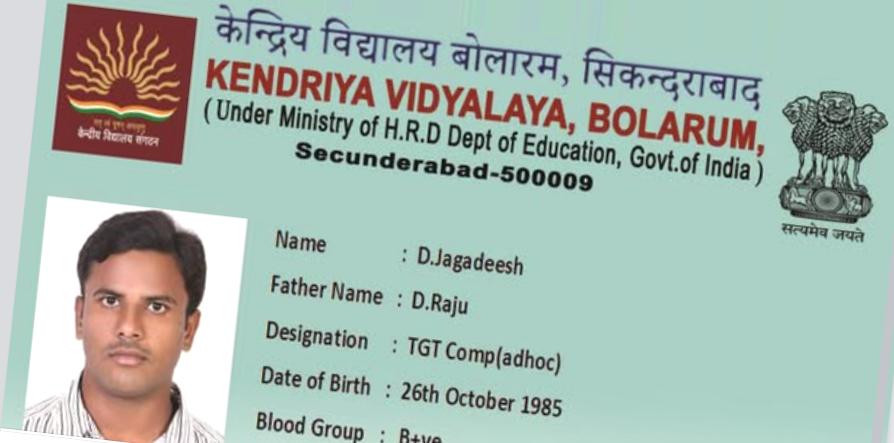 केन्द्रिय विद्यालय बोलारम, सिकन्दराबाद
KENDRIYA VIDYALAYA, BOLARUM,
( Under Ministry of H.R.D Dept of Education, Govt.of India )
Secunderabad-500009
केन्द्रीय विद्यालय संगठन
सत्यमेव जयते
Name : D.Jagadeesh
Father Name : D.Raju
Designation : TGT Comp(adhoc)
Date of Birth : 26th October 1985
Blood Group : B+ve